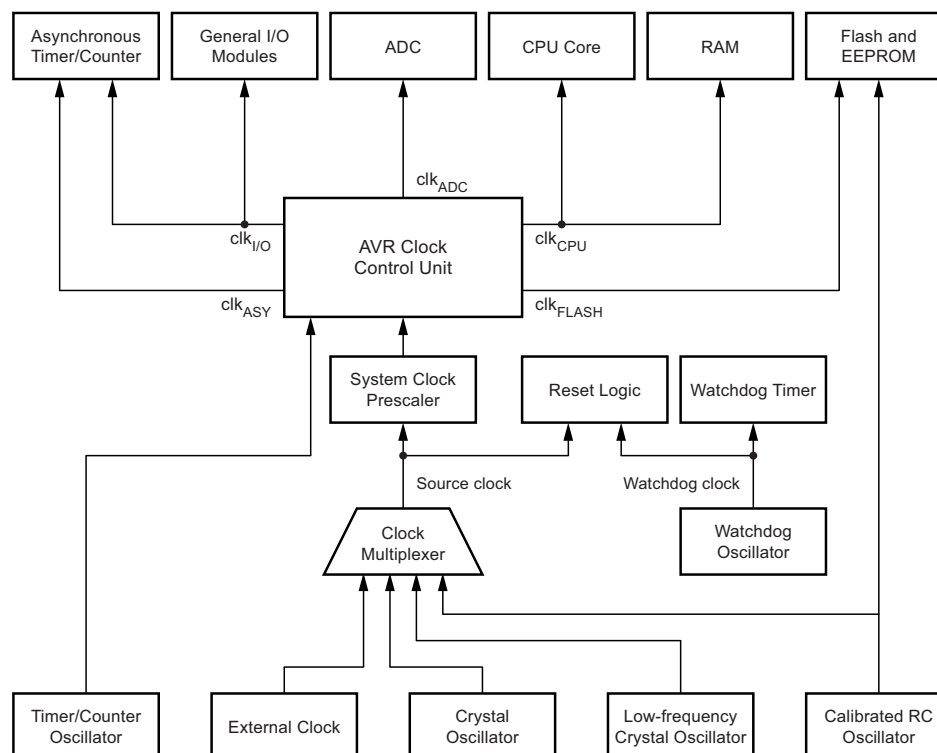 Asynchronous
Timer/Counter
General I/O
Modules
ADC
CPU Core
RAM
Flash and
EEPROM
clkADC
clkI/O
AVR Clock
Control Unit
clkCPU
clkASY
clkFLASH
System Clock
Prescaler
Reset Logic
Watchdog Timer
Source clock
Watchdog clock
Clock
Multiplexer
Watchdog
Oscillator
Timer/Counter
Oscillator
External Clock
Crystal
Oscillator
Low-frequency
Crystal Oscillator
Calibrated RC
Oscillator